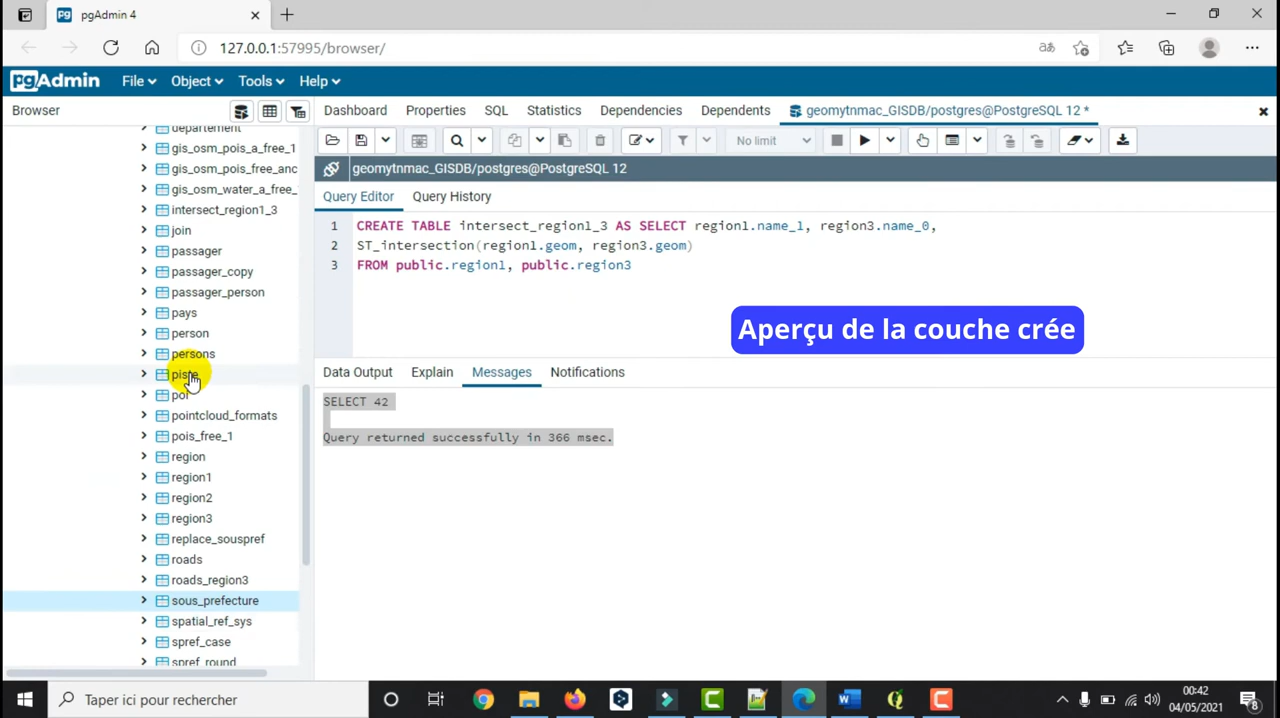 pgAdmin 4
127.0.0.1:57995/browser/
pgAdmin File Object Tools Help
Browser
Dashboard Properties SQL Statistics Dependencies Dependents geomytnmac_GISDB/postgres@PostgreSQL 12 *
No limit
geomytnmac_GISDB/postgres@PostgreSQL 12
Query Editor Query History
departement
gis_osm_pois_a_free_1
gis_osm_pois_free_anc
gis_osm_water_a_free_
intersect_region1_3
join
passager
passager_copy
passager_person
pays
person
persons
piste
poi
pointcloud_formats
pois_free_1
region
region1
region2
region3
replace_souspref
roads
roads_region3
sous_prefecture
spatial_ref_sys
spref_case
spref_round
1 CREATE TABLE intersect_region1_3 AS SELECT region1.name_1, region3.name_0,
2 ST_intersection(region1.geom, region3.geom)
3 FROM public.region1, public.region3
Aperçu de la couche crée
Data Output Explain Messages Notifications
SELECT 42
Query returned successfully in 366 msec.
Taper ici pour rechercher
00:42
04/05/2021
8